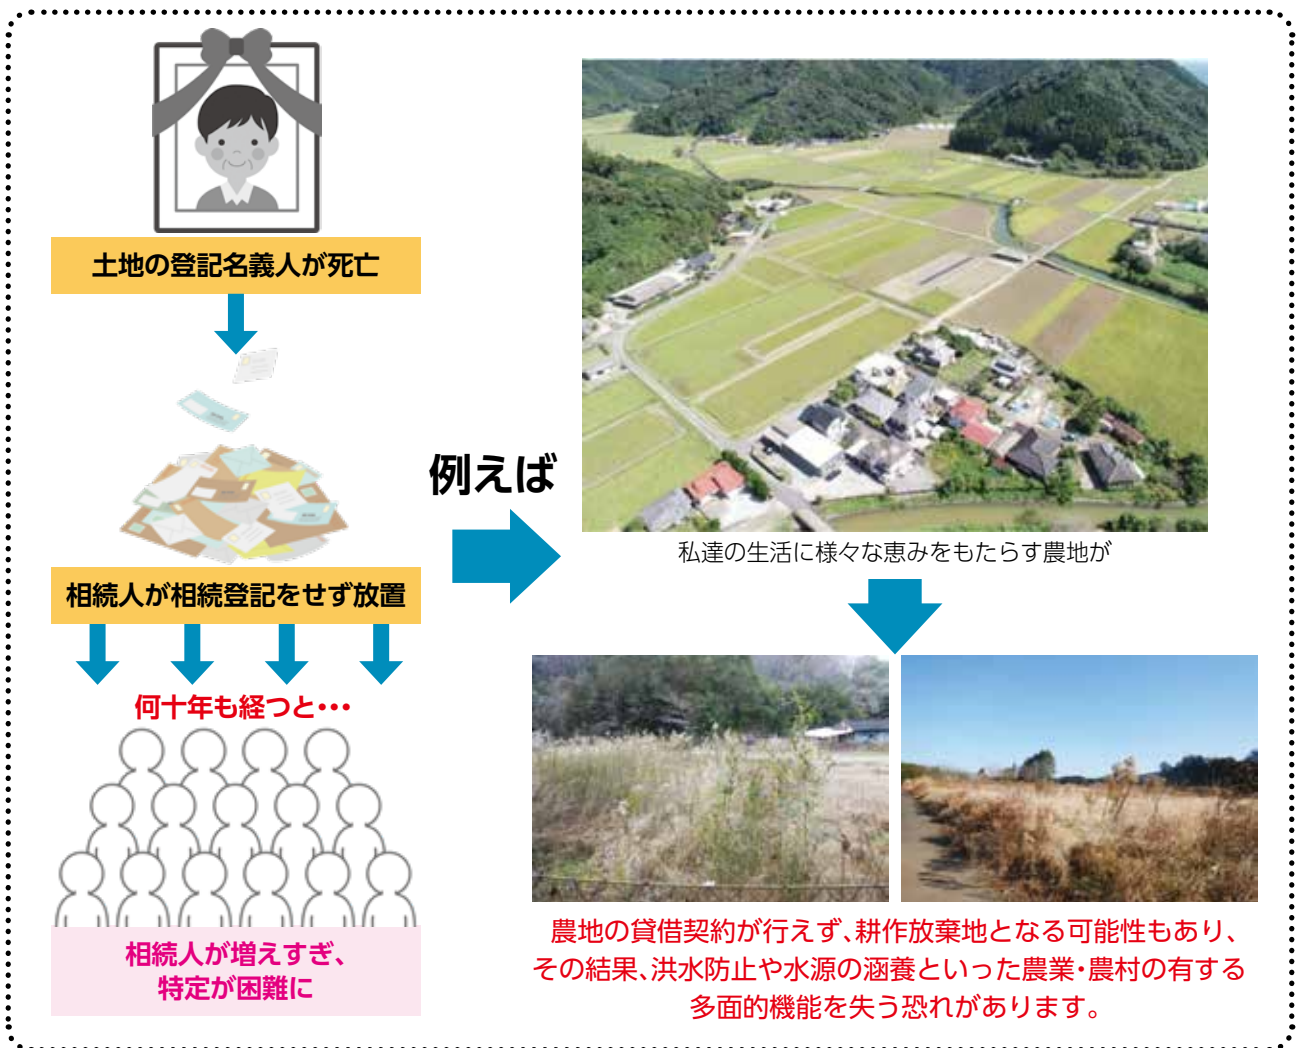 土地の登記名義人が死亡
相続人が相続登記をせず放置
何十年も経つと・・・
相続人が増えすぎ、
特定が困難に
例えば
私達の生活に様々な恵みをもたらす農地が
農地の貸借契約が行えず、耕作放棄地となる可能性もあり、
その結果、洪水防止や水源の涵養といった農業・農村の有する
多面的機能を失う恐れがあります。